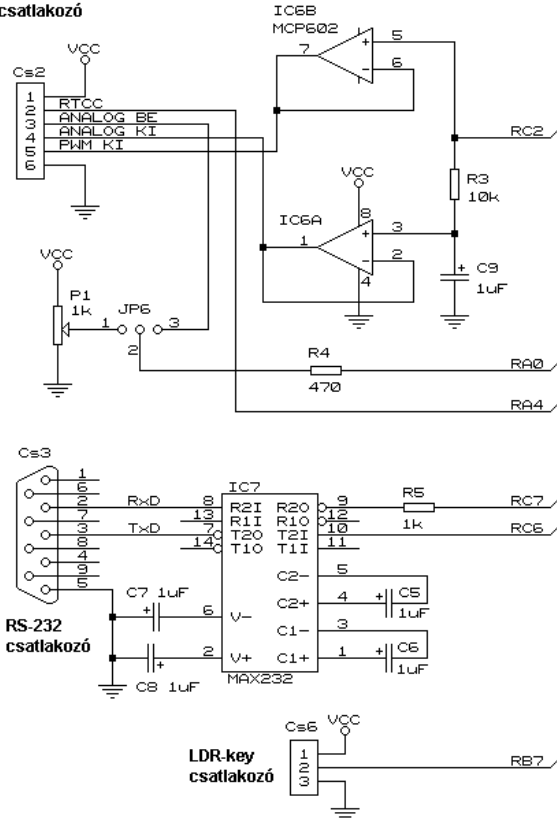 csatlakozó
IC6B
MCP602
VCC
Cs2
1
2
3
4
5
6
RTCC
ANALOG BE
ANALOG KI
PWM KI
7
5
6
RC2
R3
10k
VCC
8
IC6A
1
3
2
4
+
C9
1uF
VCC
P1
1k
JP6
1
2
3
R4
470
RA0
RA4
Cs3
1
6
2
7
3
8
4
9
5
RxD
TxD
IC7
8
R2I
R2O
9
13
R1I
R1O
12
7
T2O
T2I
10
14
T1O
T1I
11
R5
1k
RC7
RC6
C2-
5
C2+
4
C5
1uF
C1-
3
C1+
1
C6
1uF
C7 1uF
6
V-
2
V+
C8 1uF
MAX232
RS-232
csatlakozó
Cs6
VCC
1
2
3
LDR-key
csatlakozó
RB7